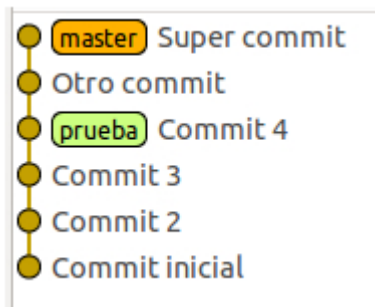 master Super commit
Otro commit
prueba Commit 4
Commit 3
Commit 2
Commit inicial